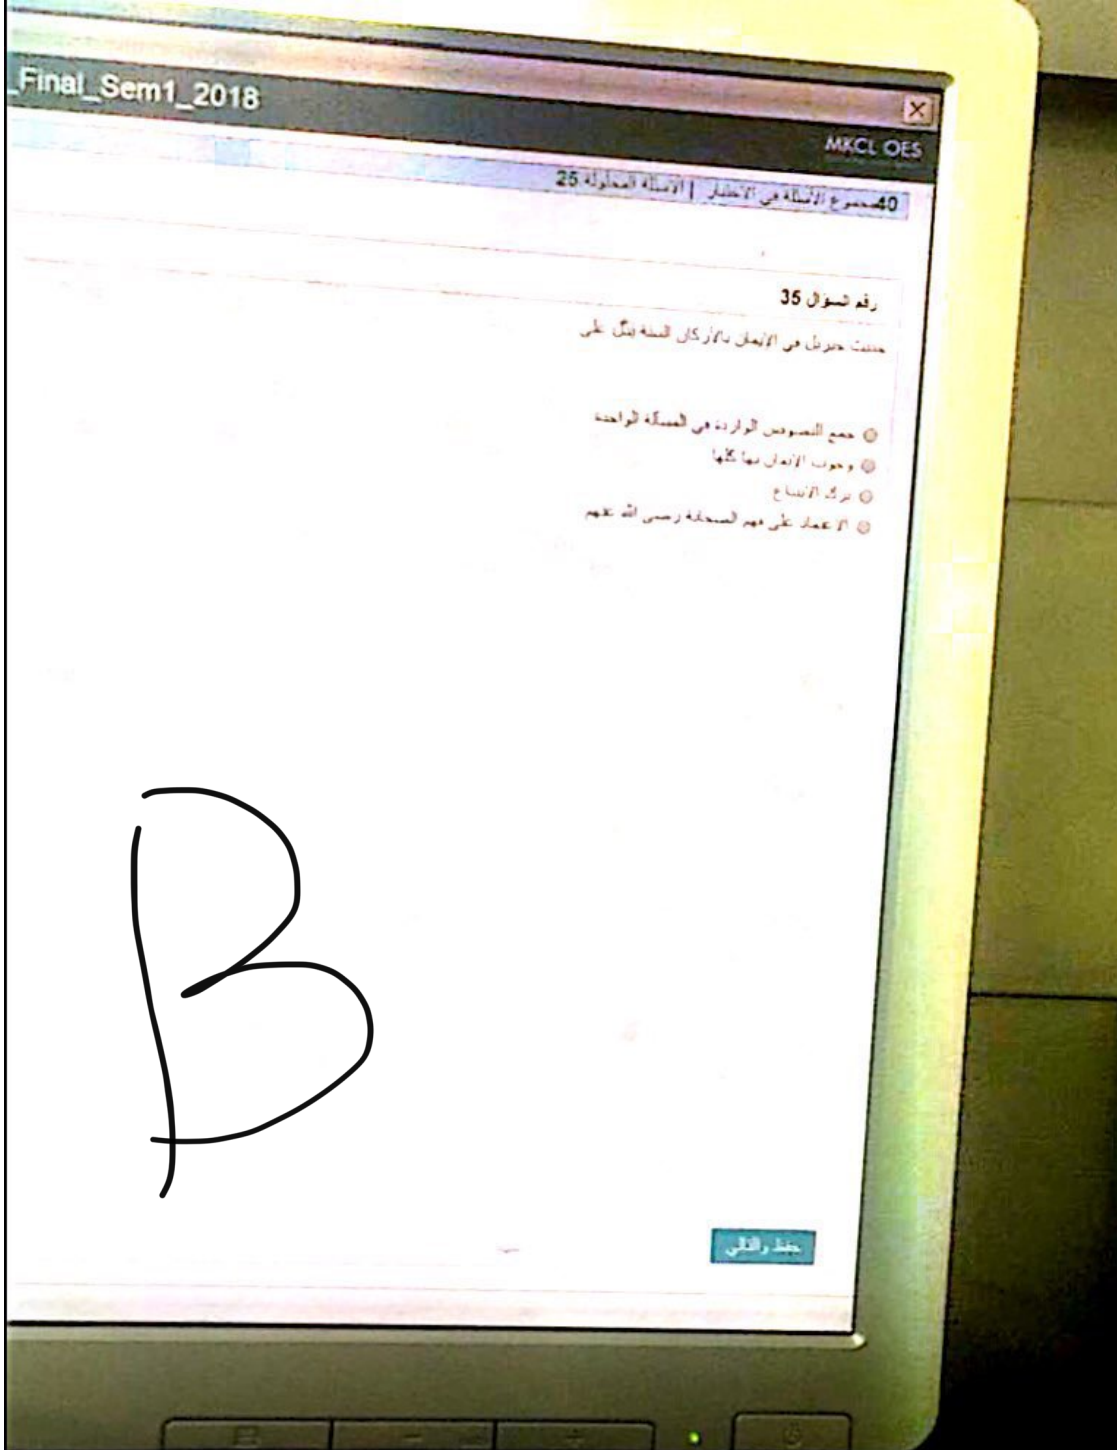 _Final_Sem1_2018
MKCL OES
40مجموع الأسئلة في الاختبار | الأسئلة المحلولة 25
رقم السؤال 35
حديث جبريل في الإيمان بالأركان الستة يدل على
جمع النصوص الواردة في المسألة الواحدة
وجوب الايمان بها كلها
ترك الابتداع
الاعتماد على فهم الصحابة رضي الله عنهم
B
حفظ والتالي